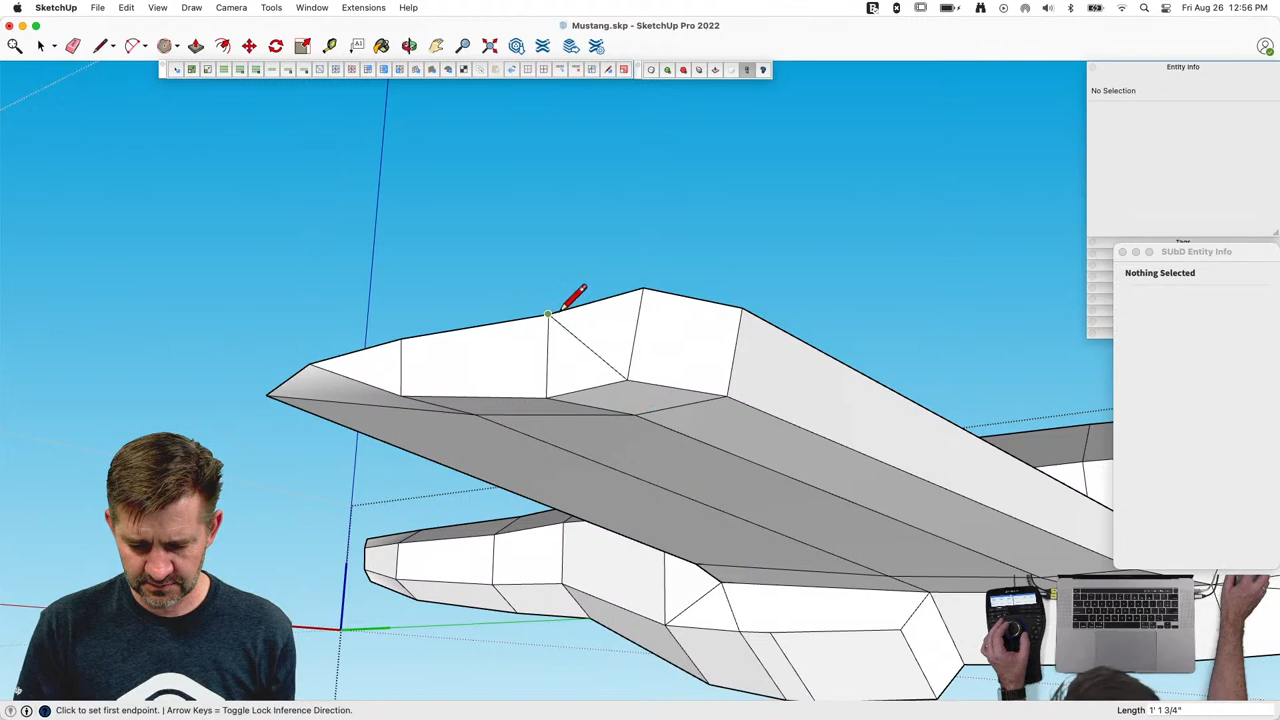 SketchUp File Edit View Draw Camera Tools Window Extensions Help Fri Aug 26 12:56 PM
Mustang.skp - SketchUp Pro 2022
Entity Info
No Selection
Tags
SUbD Entity Info
Nothing Selected
Click to set first endpoint. | Arrow Keys = Toggle Lock Inference Direction.
Length 1' 1 3/4"